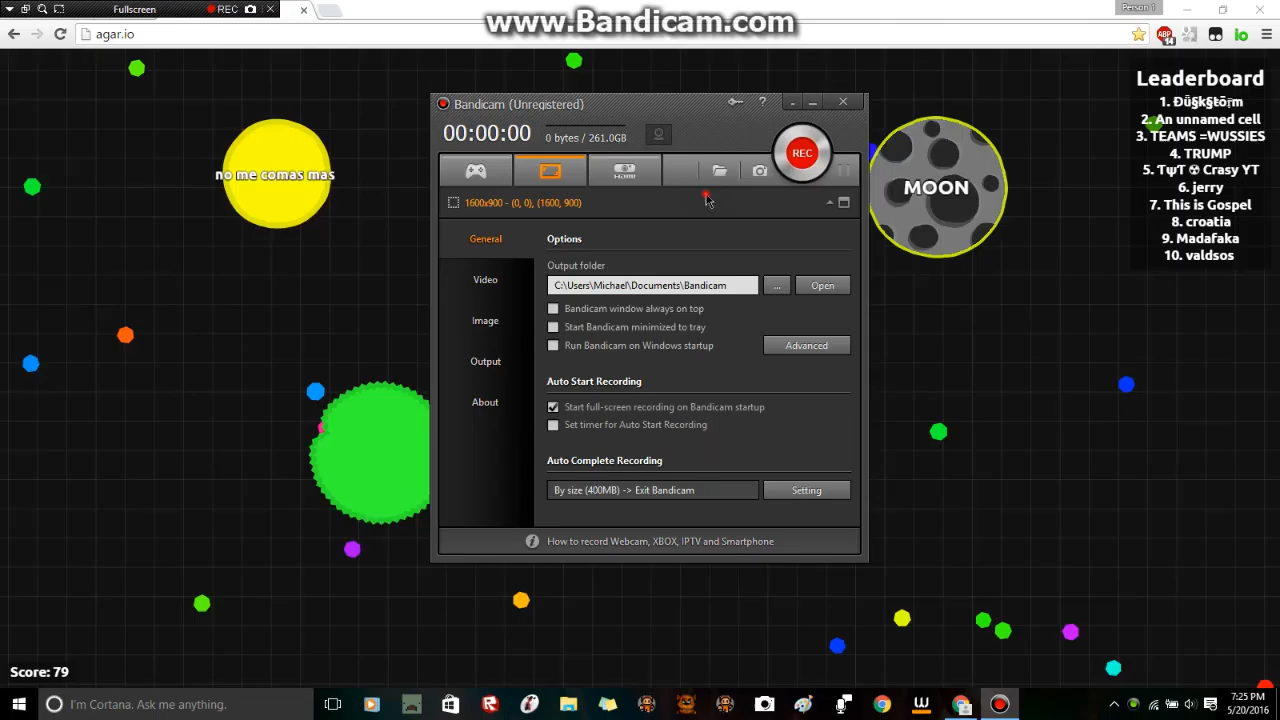 www.Bandicam.com
Fullscreen
REC
Person 1
agar.io
Leaderboard
2. An unnamed cell
3. TEAMS =WUSSIES
4. TRUMP
5. ƬψƬ ☢ Crasy YT
6. jerry
7. This is Gospel
8. croatia
9. Madafaka
10. valdsos
no me comas mas
MOON
Bandicam (Unregistered)
00:00:00
0 bytes / 261.0GB
REC
HDMI
1600x900 - (0, 0), (1600, 900)
General
Video
Image
Output
About
Options
Output folder
C:\Users\Michael\Documents\Bandicam
...
Open
Bandicam window always on top
Start Bandicam minimized to tray
Run Bandicam on Windows startup
Advanced
Auto Start Recording
Start full-screen recording on Bandicam startup
Set timer for Auto Start Recording
Auto Complete Recording
By size (400MB) -> Exit Bandicam
Setting
How to record Webcam, XBOX, IPTV and Smartphone
Score: 79
I'm Cortana. Ask me anything.
7:25 PM
5/20/2016